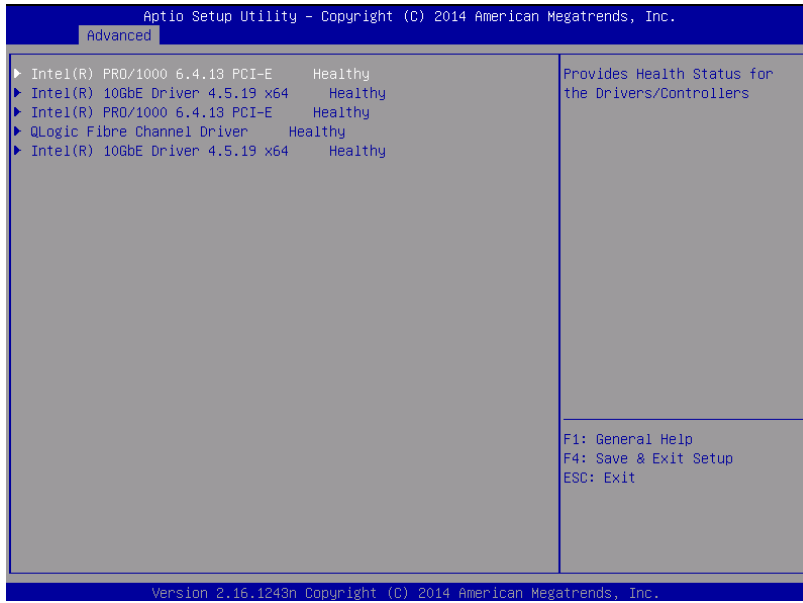 Aptio Setup Utility – Copyright (C) 2014 American Megatrends, Inc.
Advanced
Intel(R) PRO/1000 6.4.13 PCI-E Healthy
Intel(R) 10GbE Driver 4.5.19 x64 Healthy
Intel(R) PRO/1000 6.4.13 PCI-E Healthy
QLogic Fibre Channel Driver Healthy
Intel(R) 10GbE Driver 4.5.19 x64 Healthy
Provides Health Status for
the Drivers/Controllers
F1: General Help
F4: Save & Exit Setup
ESC: Exit
Version 2.16.1243n Copyright (C) 2014 American Megatrends, Inc.